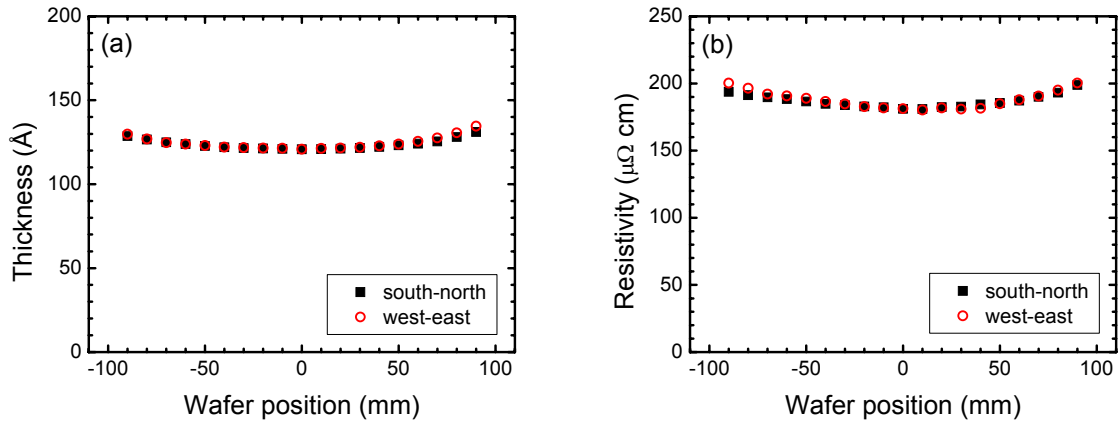 (a)
Thickness (Å)
200
150
100
50
0
-100 -50 0 50 100
Wafer position (mm)
south-north
west-east
(b)
Resistivity (μΩ cm)
250
200
150
100
50
0
-100 -50 0 50 100
Wafer position (mm)
south-north
west-east